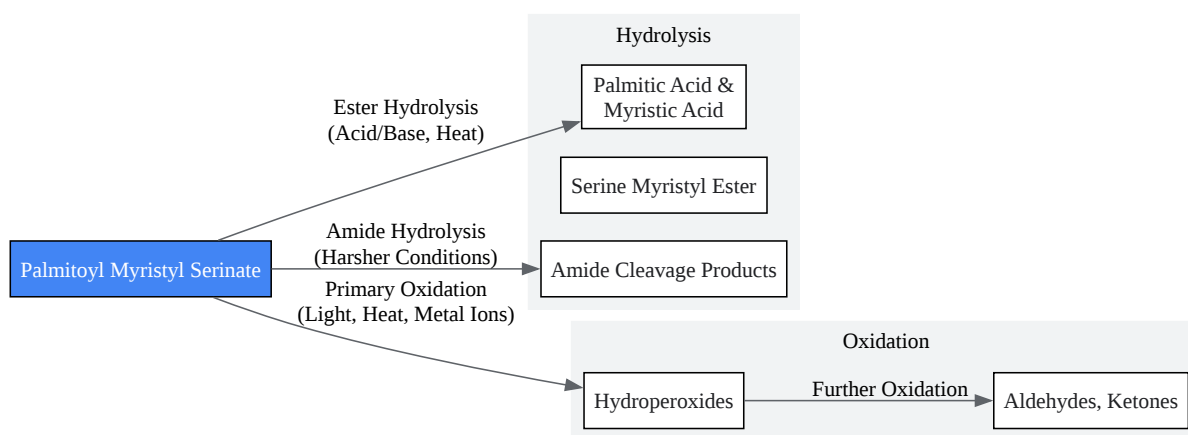 Hydrolysis
Palmitic Acid &
Myristic Acid
Ester Hydrolysis
(Acid/Base, Heat)
Serine Myristyl Ester
Amide Hydrolysis
(Harsher Conditions)
Palmitoyl Myristyl Serinate
Amide Cleavage Products
Primary Oxidation
(Light, Heat, Metal Ions)
Oxidation
Hydroperoxides
Further Oxidation
Aldehydes, Ketones